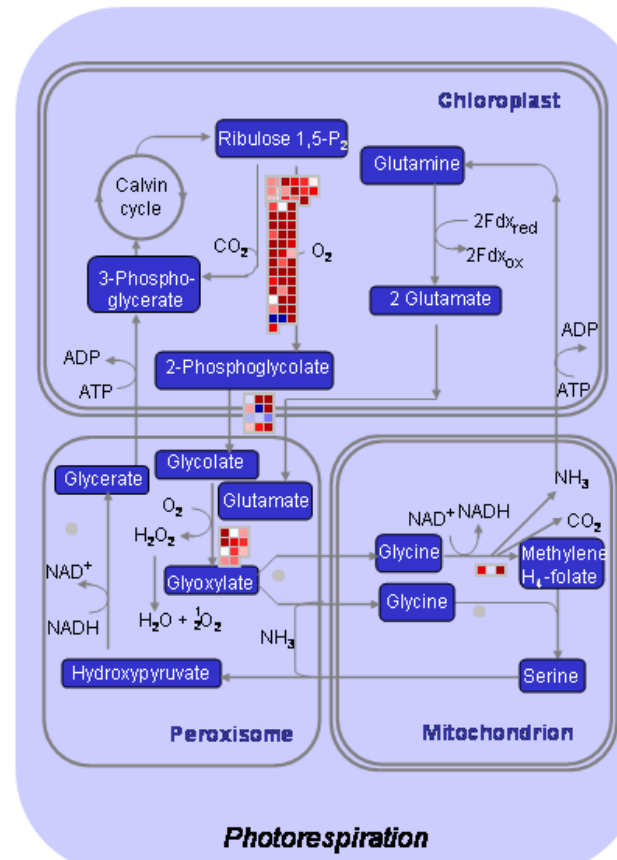 Chloroplast
Ribulose 1,5-P₂
Glutamine
Calvin
cycle
2Fdx_red
CO₂
O₂
2Fdx_ox
3-Phospho-
glycerate
2 Glutamate
ADP
ADP
2-Phosphoglycolate
ATP
ATP
Glycolate
Glycerate
NH₃
Glutamate
O₂
NAD⁺
NADH
CO₂
H₂O₂
Glycine
Methylene
H₄-folate
NAD⁺
Glyoxylate
Glycine
NADH
H₂O + ½O₂
NH₃
Hydroxypyruvate
Serine
Peroxisome
Mitochondrion
Photorespiration